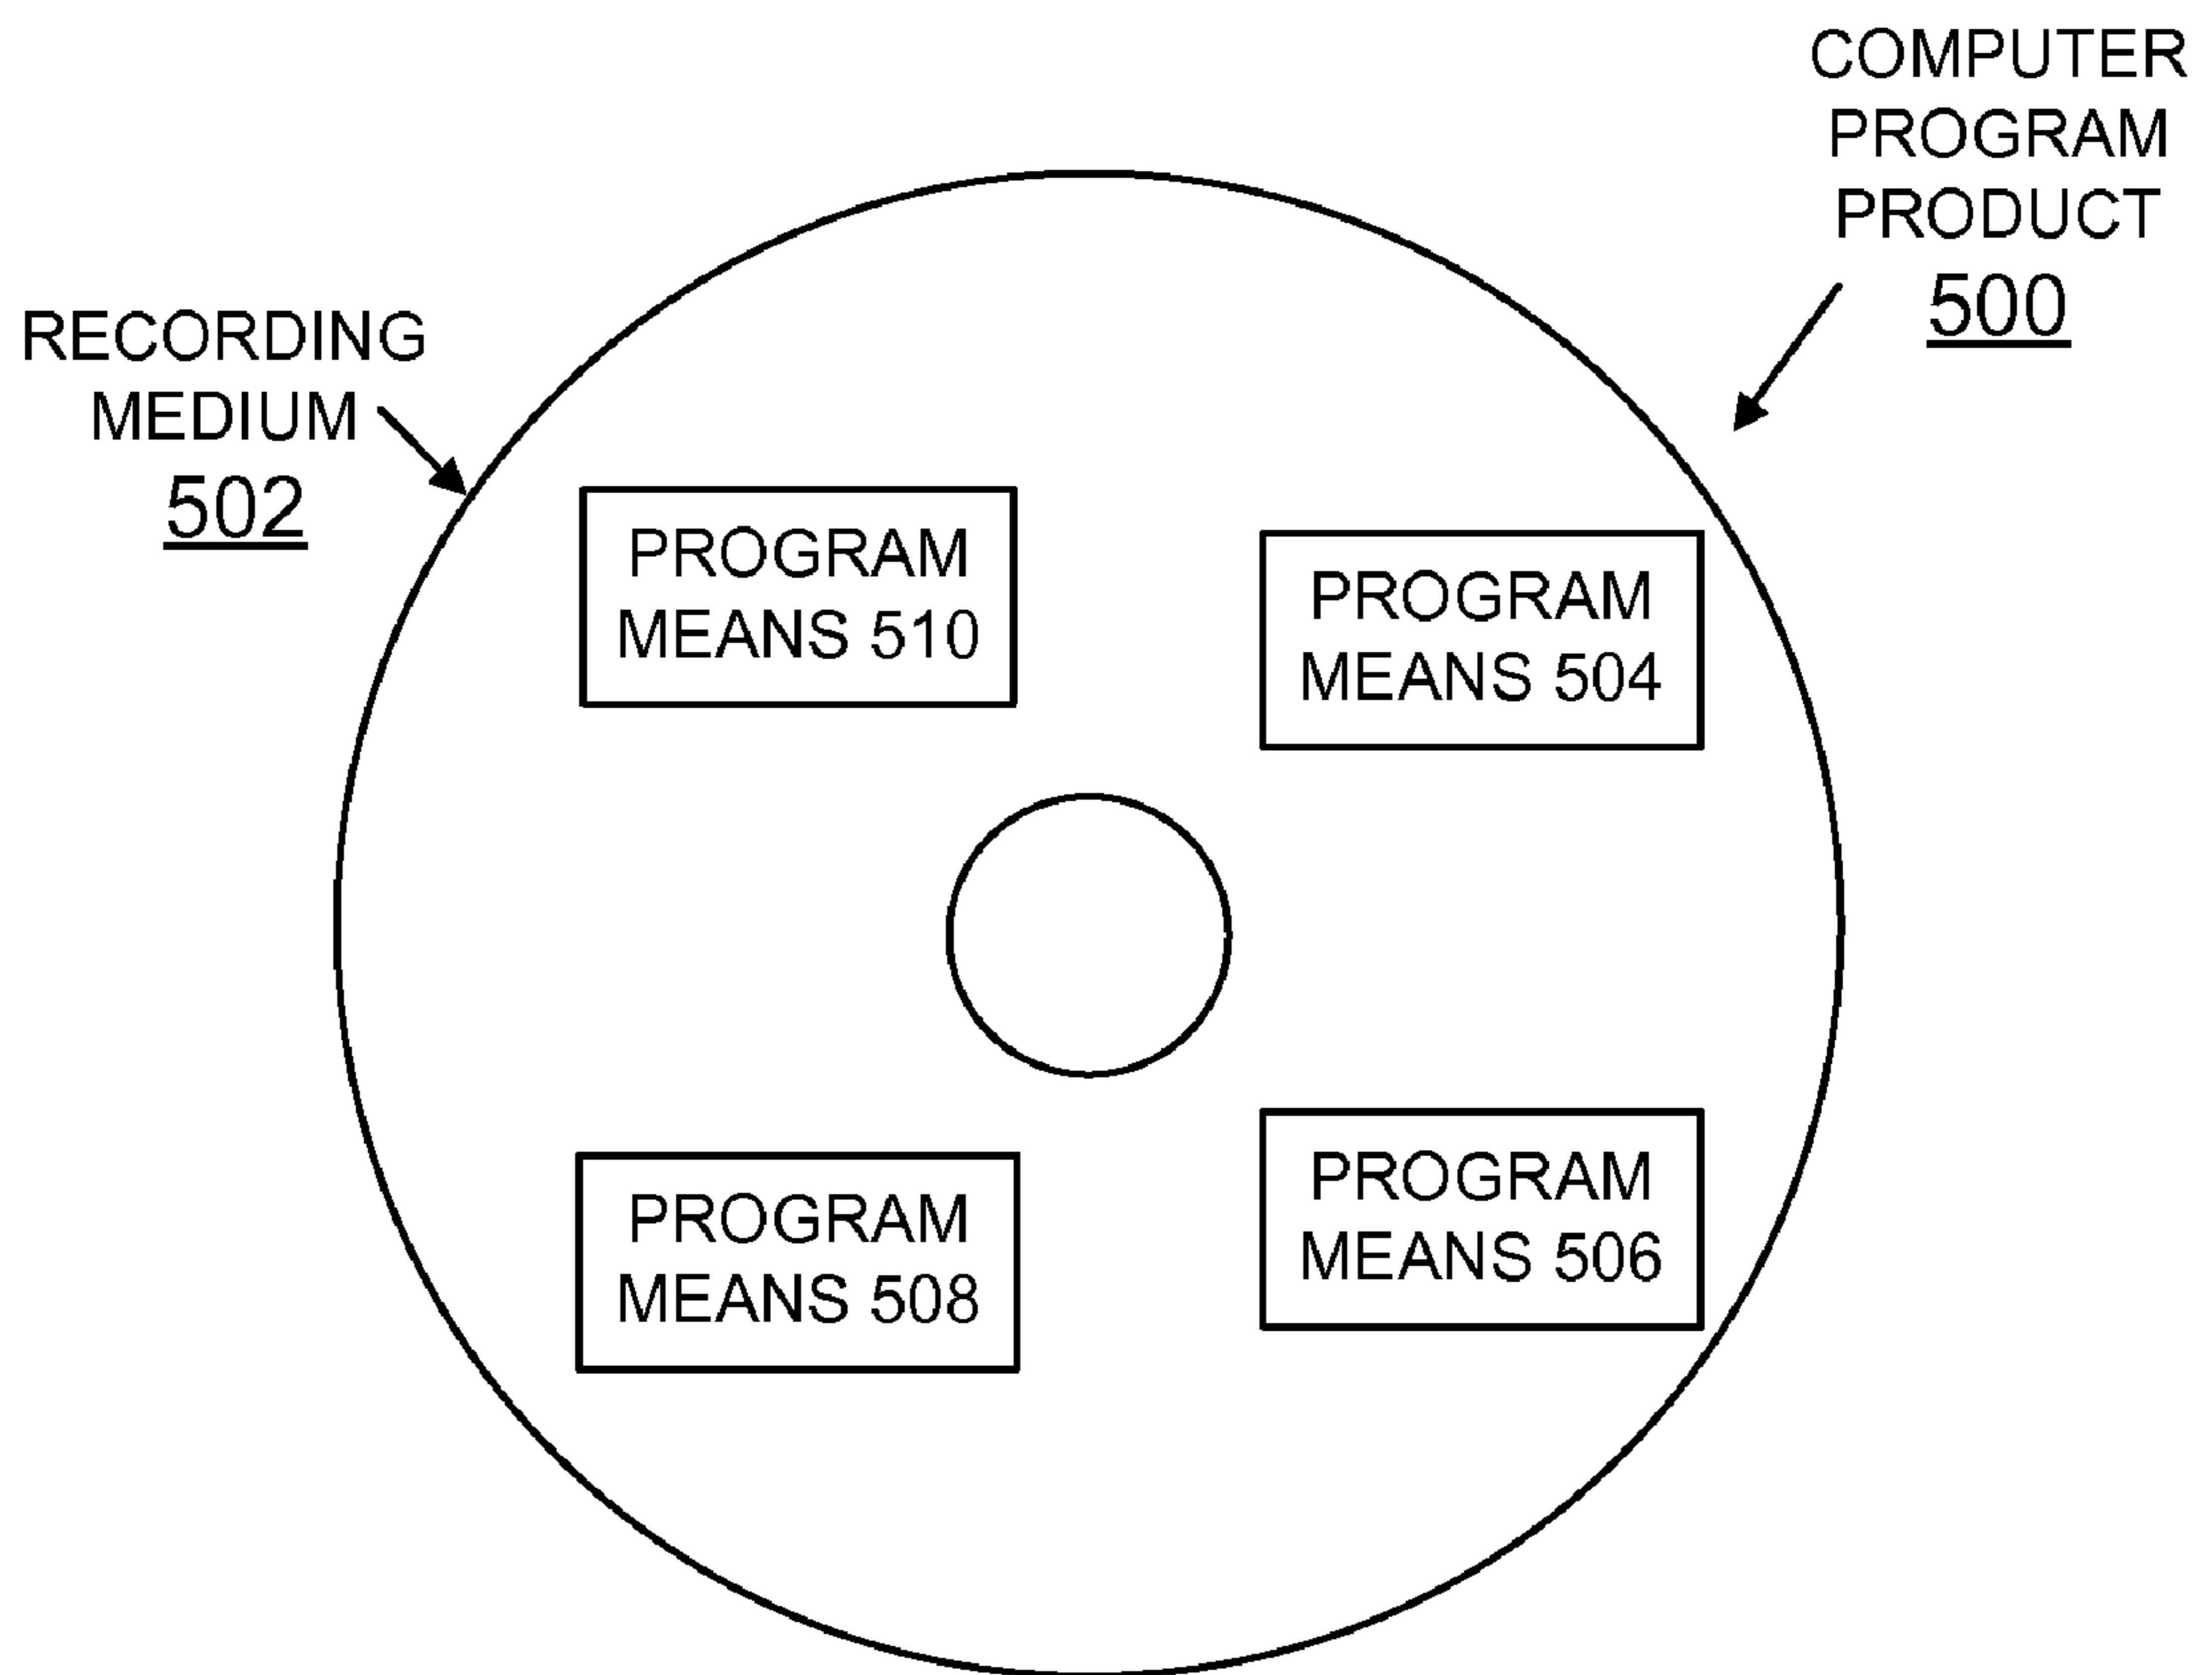 COMPUTER
PROGRAM
PRODUCT
500
RECORDING
MEDIUM
502
PROGRAM
MEANS 510
PROGRAM
MEANS 504
PROGRAM
MEANS 508
PROGRAM
MEANS 506